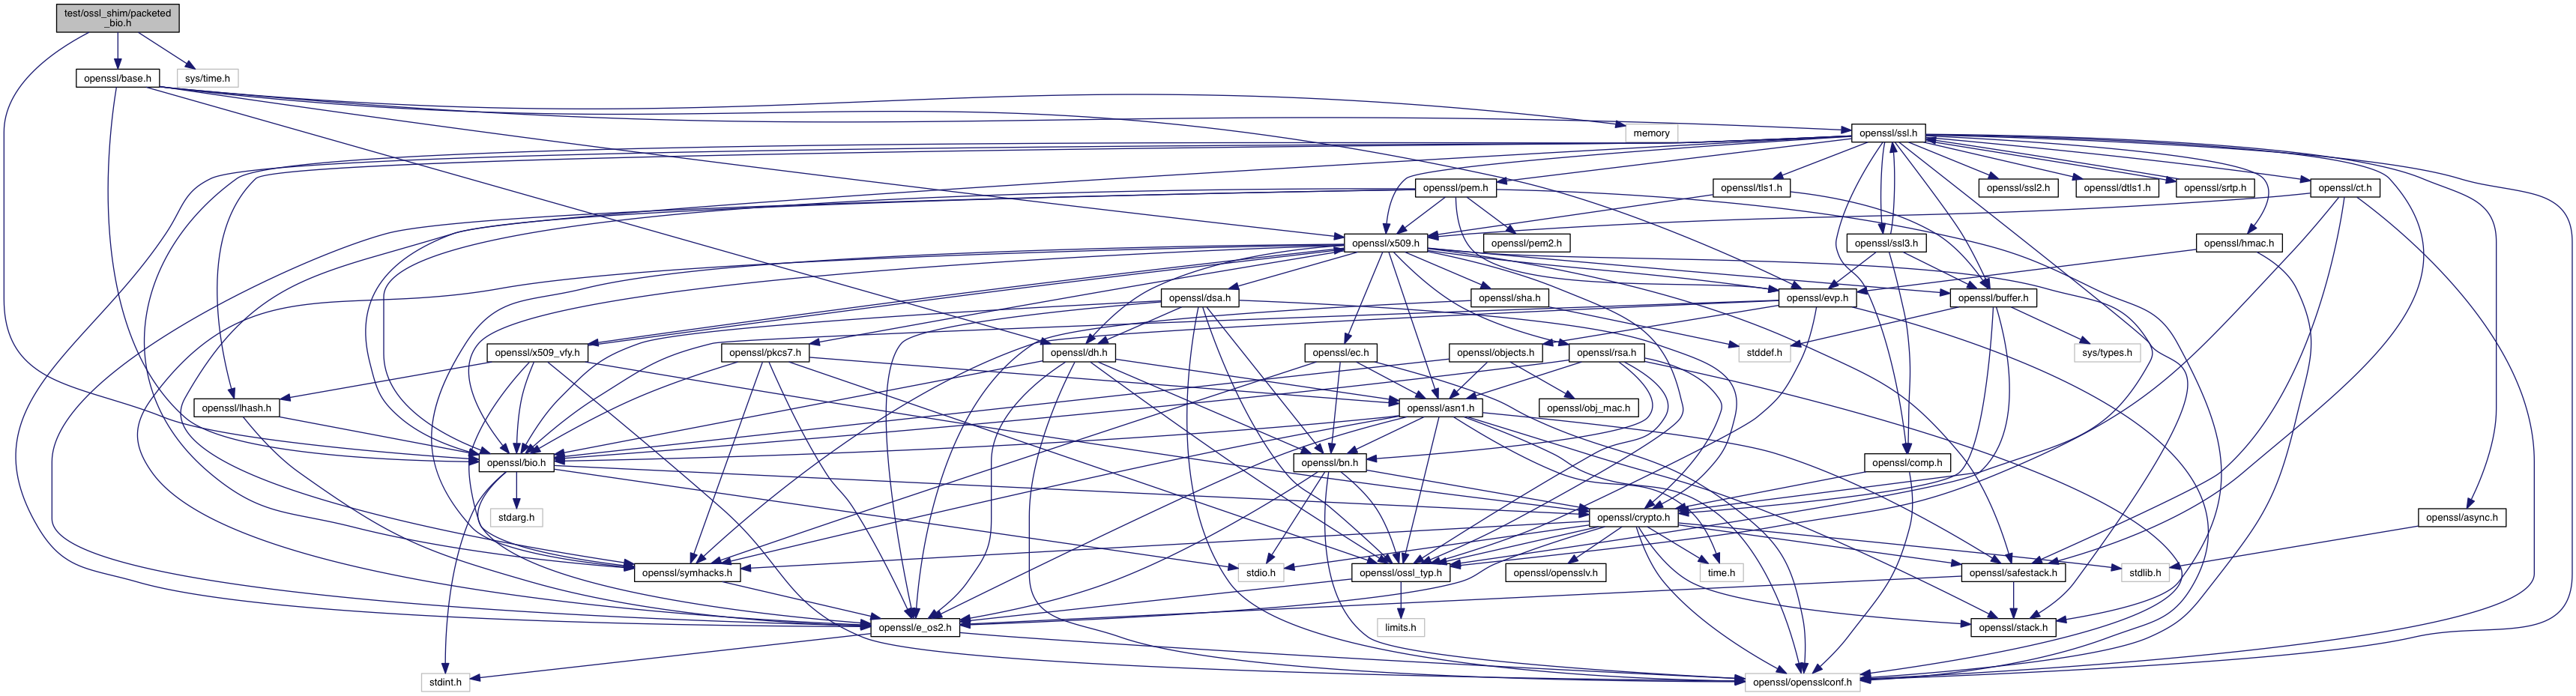 test/ossl_shim/packeted
_bio.h
openssl/base.h
sys/time.h
memory
openssl/ssl.h
openssl/pem.h
openssl/tls1.h
openssl/ssl2.h
openssl/dtls1.h
openssl/srtp.h
openssl/ct.h
openssl/x509.h
openssl/pem2.h
openssl/ssl3.h
openssl/hmac.h
openssl/dsa.h
openssl/sha.h
openssl/evp.h
openssl/buffer.h
openssl/x509_vfy.h
openssl/pkcs7.h
openssl/dh.h
openssl/ec.h
openssl/objects.h
openssl/rsa.h
stddef.h
sys/types.h
openssl/lhash.h
openssl/asn1.h
openssl/obj_mac.h
openssl/bio.h
openssl/bn.h
openssl/comp.h
stdarg.h
openssl/crypto.h
openssl/async.h
openssl/symhacks.h
stdio.h
openssl/ossl_typ.h
openssl/opensslv.h
time.h
openssl/safestack.h
stdlib.h
openssl/e_os2.h
limits.h
openssl/stack.h
stdint.h
openssl/opensslconf.h